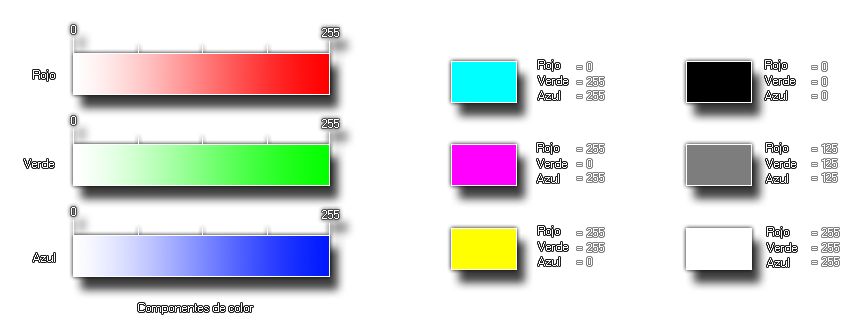 0 255
Rojo
0 255
Verde
0 255
Azul
Componentes de color
Rojo = 0
Verde = 255
Azul = 255
Rojo = 255
Verde = 0
Azul = 255
Rojo = 255
Verde = 255
Azul = 0
Rojo = 0
Verde = 0
Azul = 0
Rojo = 125
Verde = 125
Azul = 125
Rojo = 255
Verde = 255
Azul = 255